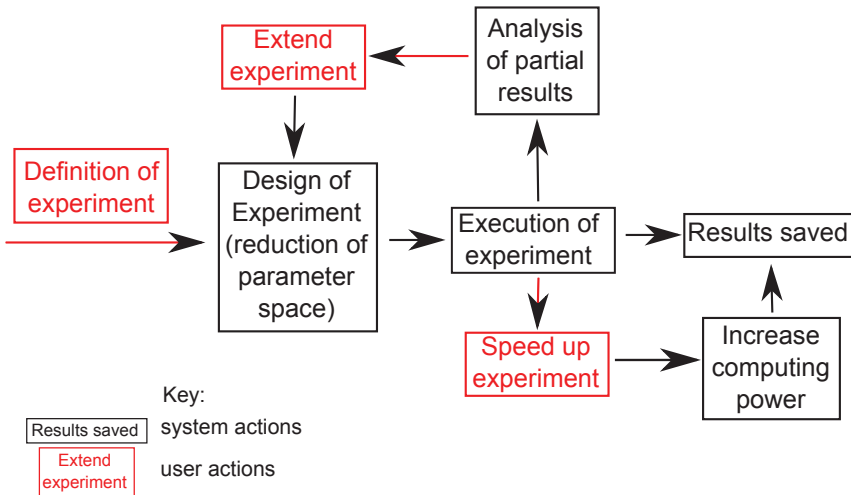 Extend
experiment
Analysis
of partial
results
Definition of
experiment
Design of
Experiment
(reduction of
parameter
space)
Execution of
experiment
Results saved
Speed up
experiment
Increase
computing
power
Key:
Results saved
system actions
Extend
experiment
user actions